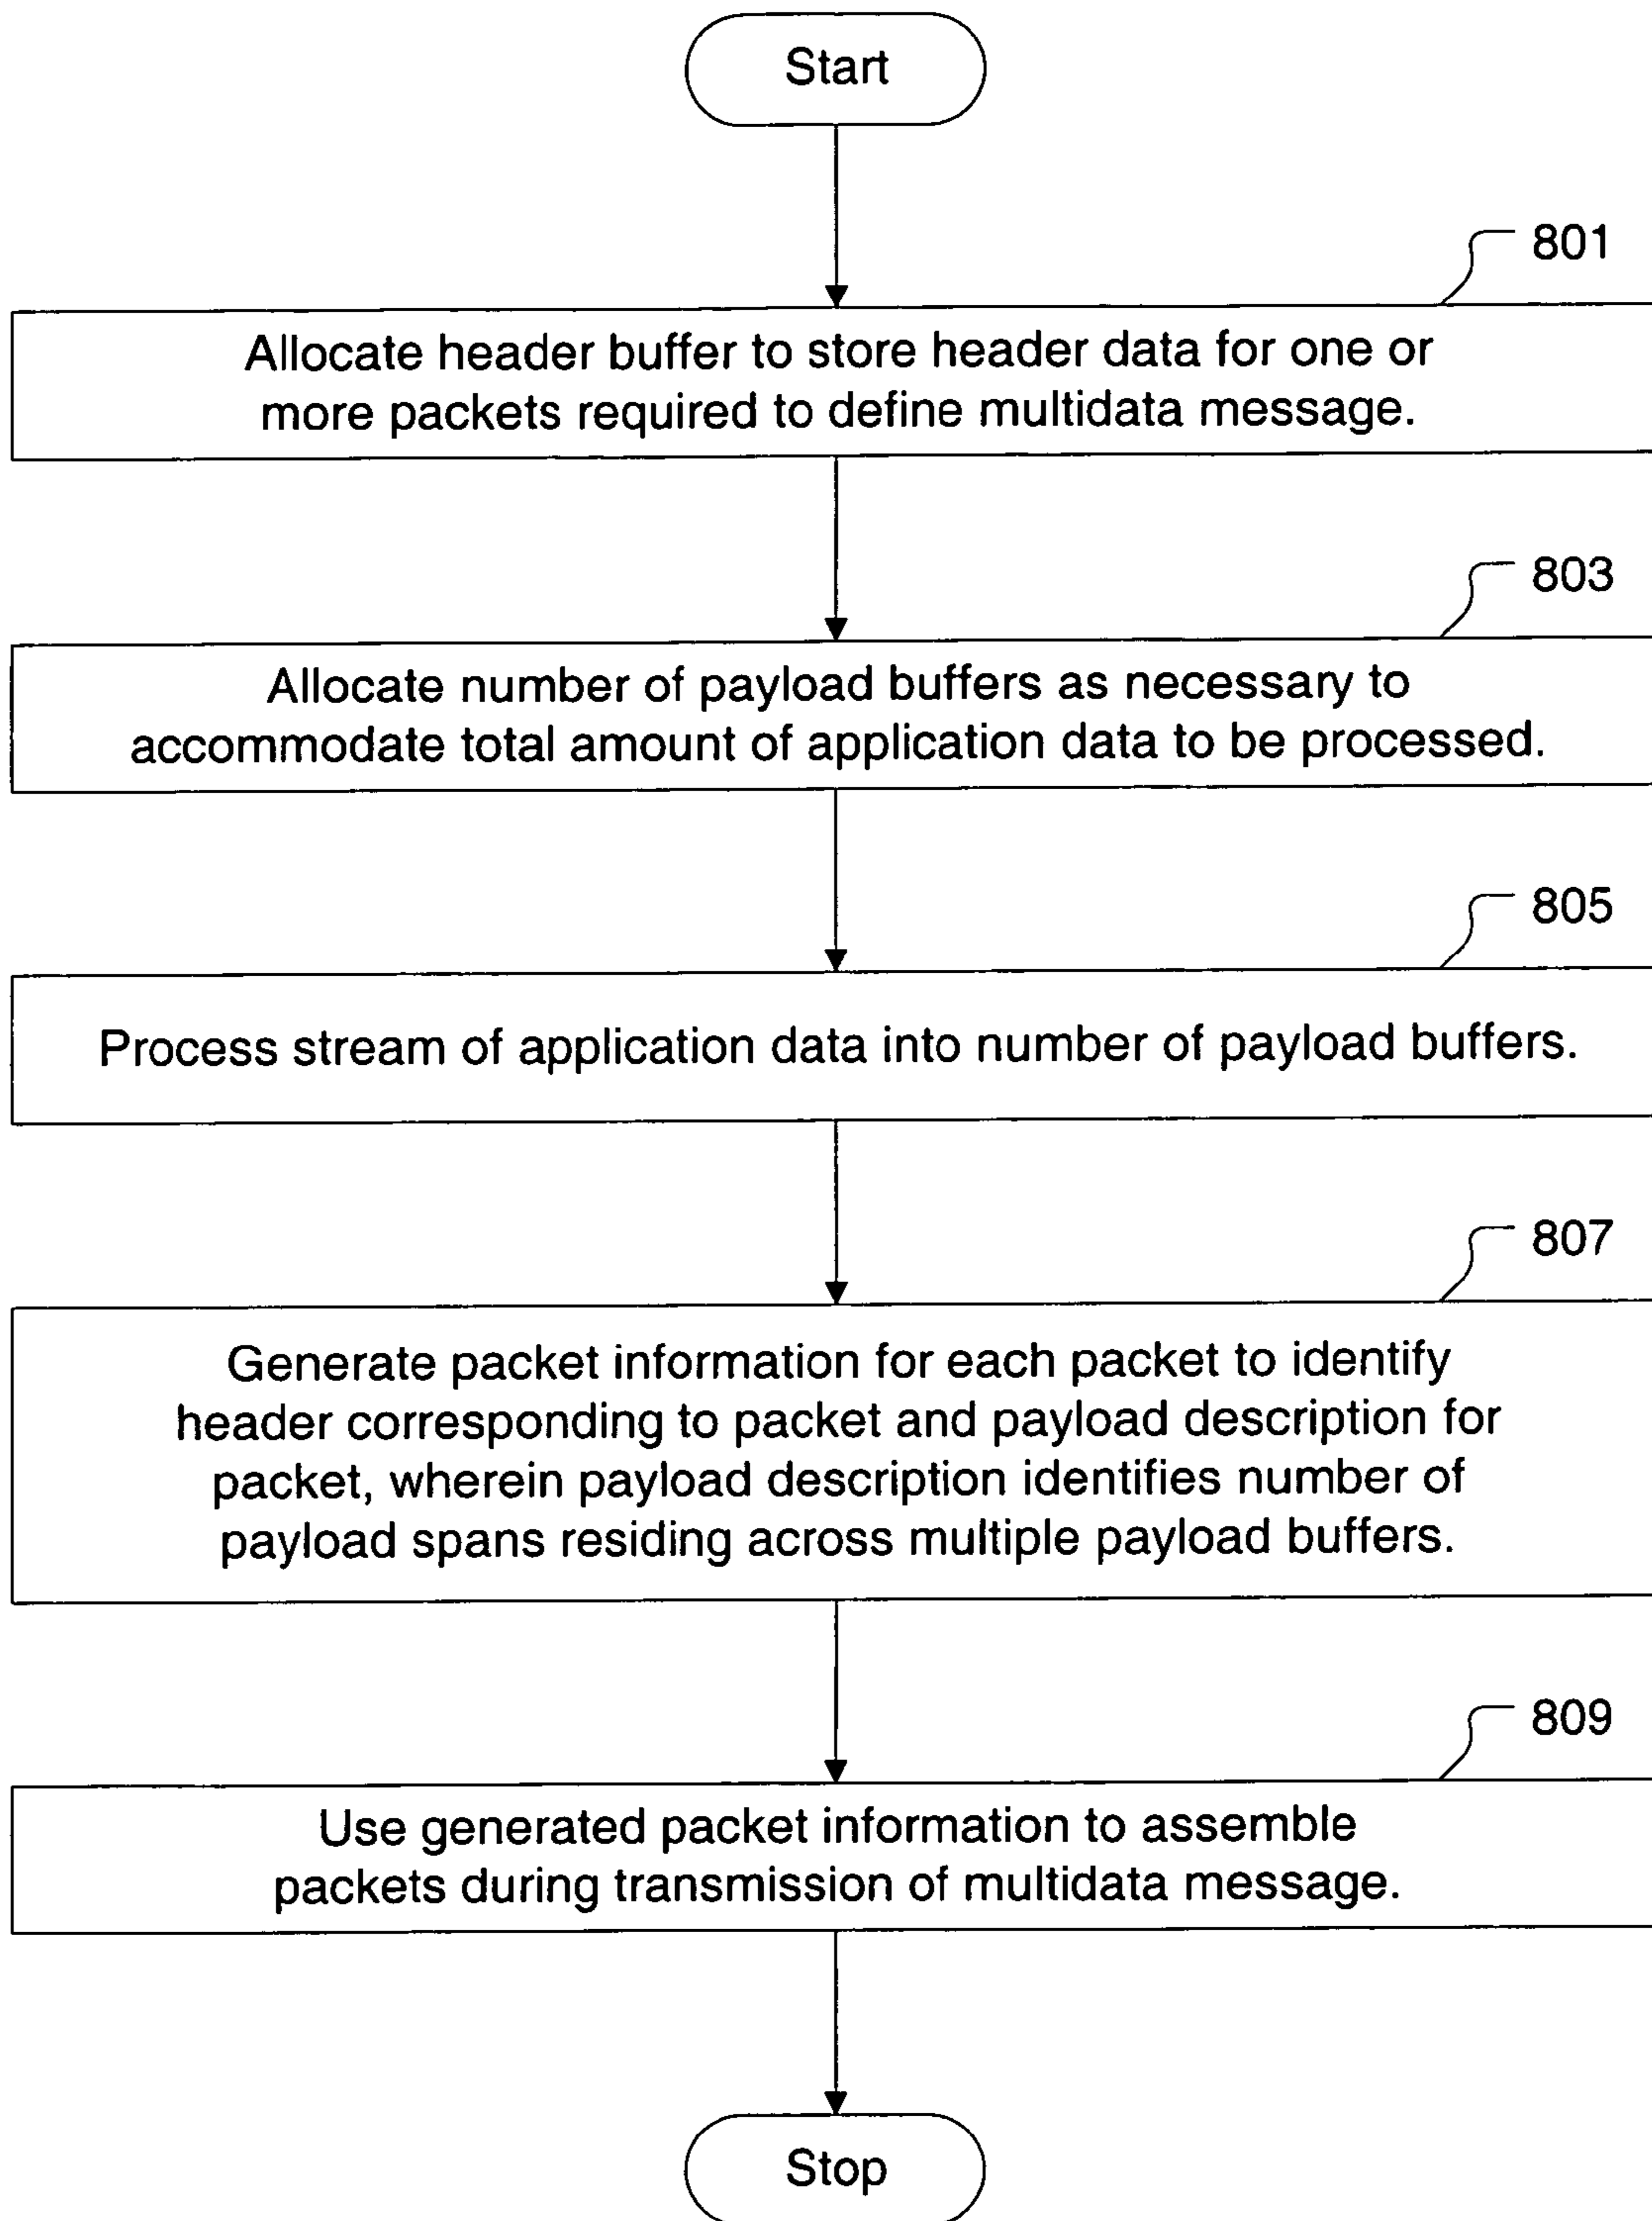 Start
801
Allocate header buffer to store header data for one or
more packets required to define multidata message.
803
Allocate number of payload buffers as necessary to
accommodate total amount of application data to be processed.
805
Process stream of application data into number of payload buffers.
807
Generate packet information for each packet to identify
header corresponding to packet and payload description for
packet, wherein payload description identifies number of
payload spans residing across multiple payload buffers.
809
Use generated packet information to assemble
packets during transmission of multidata message.
Stop